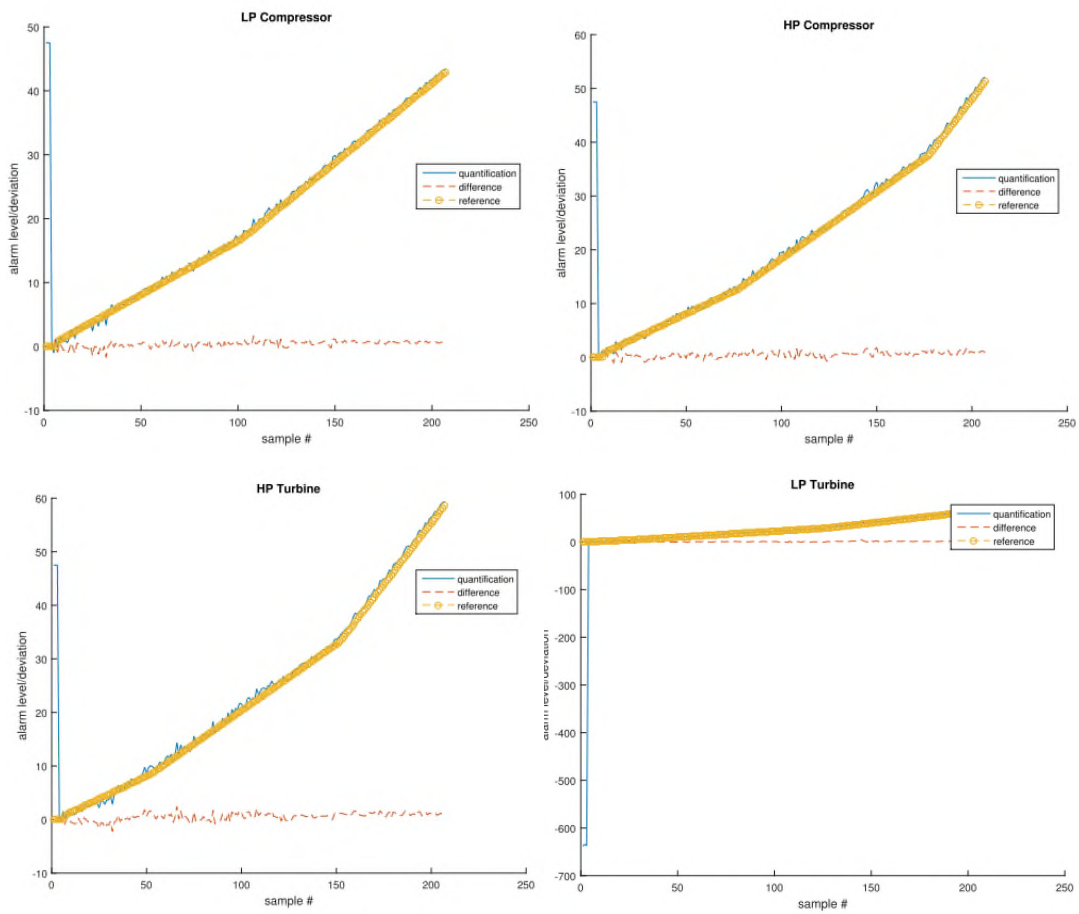 LP Compressor
50
40
30
20
10
0
-10
alarm level/deviation
0 50 100 150 200 250
sample #
quantification
difference
reference
HP Compressor
60
50
40
30
20
10
0
-10
alarm level/deviation
0 50 100 150 200 250
sample #
quantification
difference
reference
HP Turbine
60
50
40
30
20
10
0
-10
alarm level/deviation
0 50 100 150 200 250
sample #
quantification
difference
reference
LP Turbine
100
0
-100
-200
-300
-400
-500
-600
-700
alarm level/deviation
0 50 100 150 200 250
sample #
quantification
difference
reference